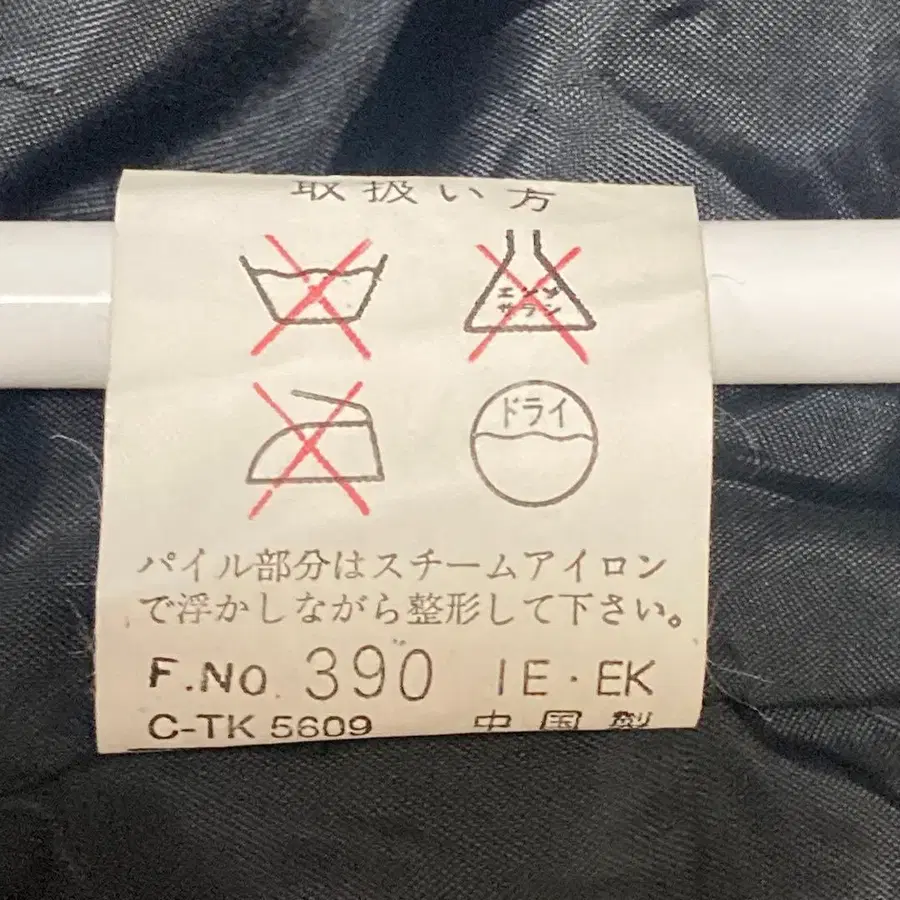 取扱い方
エンソ
サラシ
ドライ
パイル部分はスチームアイロン
で浮かしながら整形して下さい。
F.No. 390 IE・EK
C-TK 5609 中国製